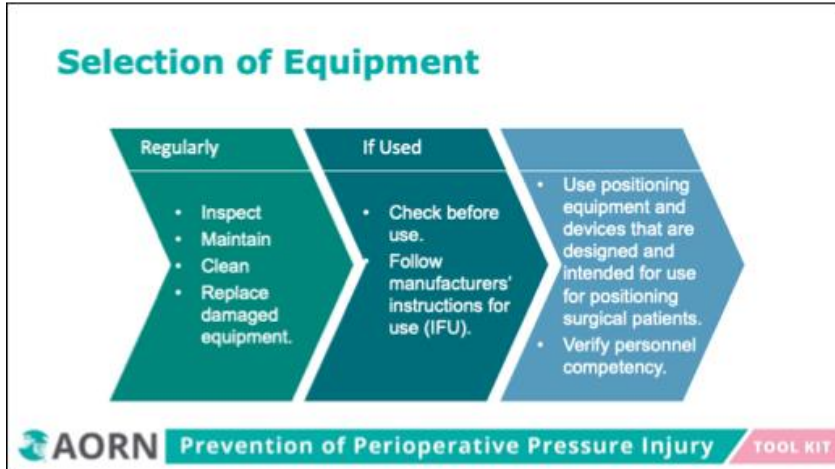 Selection of Equipment
Regularly
• Inspect
• Maintain
• Clean
• Replace
damaged
equipment.
If Used
• Check before
use.
• Follow
manufacturers'
instructions for
use (IFU).
• Use positioning
equipment and
devices that are
designed and
intended for use
for positioning
surgical patients.
• Verify personnel
competency.
AORN Prevention of Perioperative Pressure Injury TOOL KIT